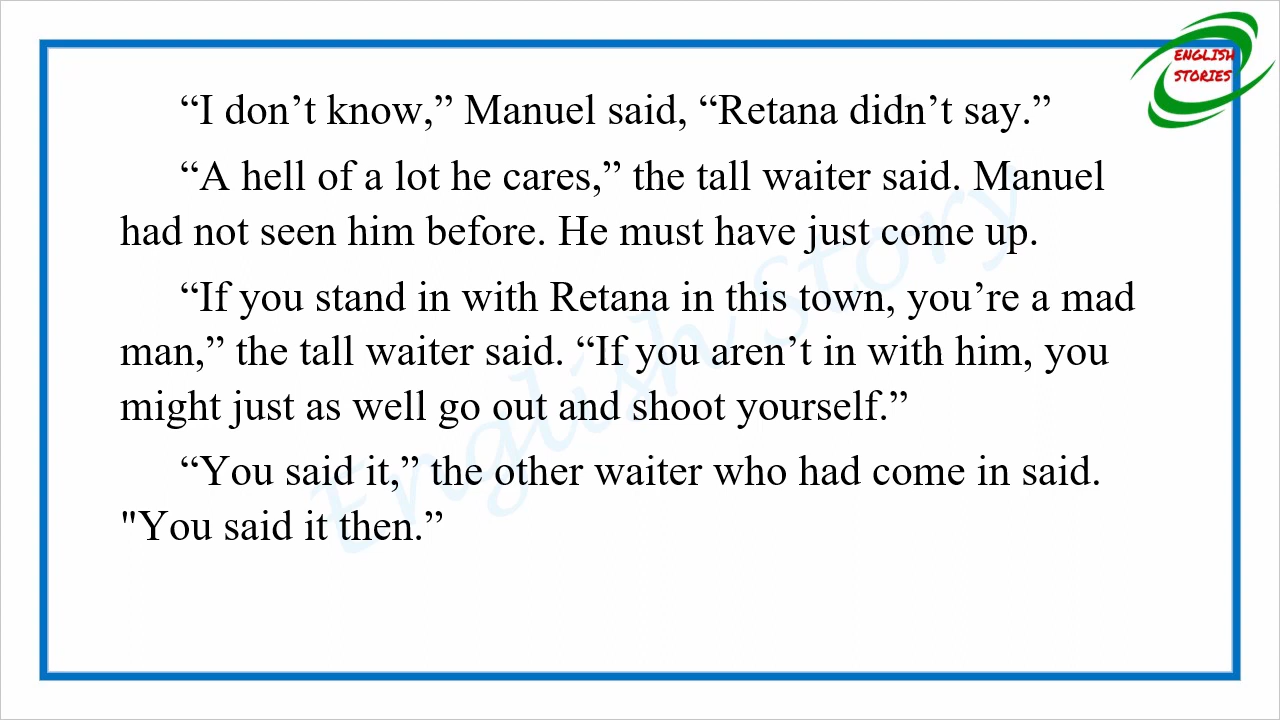 ENGLISH
STORIES
“I don’t know,” Manuel said, “Retana didn’t say.”
“A hell of a lot he cares,” the tall waiter said. Manuel
had not seen him before. He must have just come up.
“If you stand in with Retana in this town, you’re a mad
man,” the tall waiter said. “If you aren’t in with him, you
might just as well go out and shoot yourself.”
“You said it,” the other waiter who had come in said.
"You said it then.”
English Story